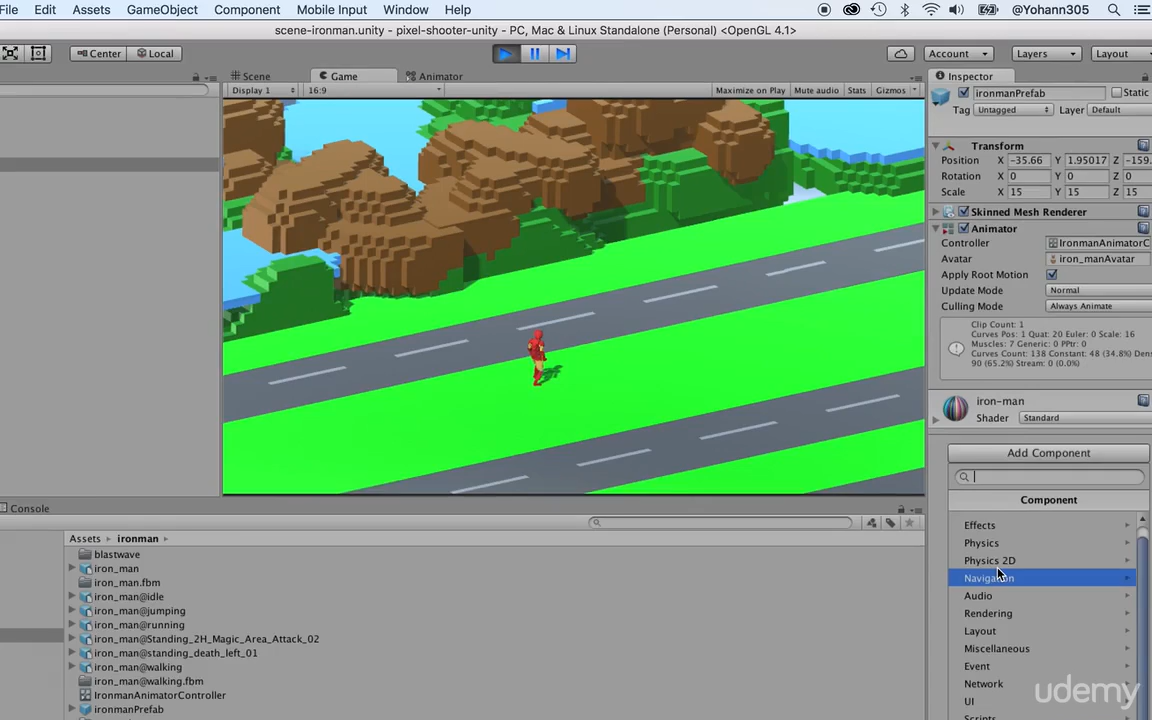 File Edit Assets GameObject Component Mobile Input Window Help @Yohann305
scene-ironman.unity - pixel-shooter-unity - PC, Mac & Linux Standalone (Personal) <OpenGL 4.1>
Center Local Account Layers Layout
Scene Game Animator Inspector
Display 1 16:9 Maximize on Play Mute audio Stats Gizmos
ironmanPrefab Static
Tag Untagged Layer Default
Transform
Position X -35.66 Y 1.95017 Z -159.
Rotation X 0 Y 0 Z 0
Scale X 15 Y 15 Z 15
Skinned Mesh Renderer
Animator
Controller IronmanAnimatorC
Avatar iron_manAvatar
Apply Root Motion
Update Mode Normal
Culling Mode Always Animate
Clip Count: 1
Curves Pos: 1 Quat: 20 Euler: 0 Scale: 16
Muscles: 7 Generic: 0 PPtr: 0
Curves Count: 138 Constant: 48 (34.8%) Dens
90 (65.2%) Stream: 0 (0.0%)
iron-man
Shader Standard
Add Component
Component
Effects
Physics
Physics 2D
Navigation
Audio
Rendering
Layout
Miscellaneous
Event
Network
UI
Scripts
Console
Assets ironman
blastwave
iron_man
iron_man.fbm
iron_man@idle
iron_man@jumping
iron_man@running
iron_man@Standing_2H_Magic_Area_Attack_02
iron_man@standing_death_left_01
iron_man@walking
iron_man@walking.fbm
IronmanAnimatorController
ironmanPrefab
udemy